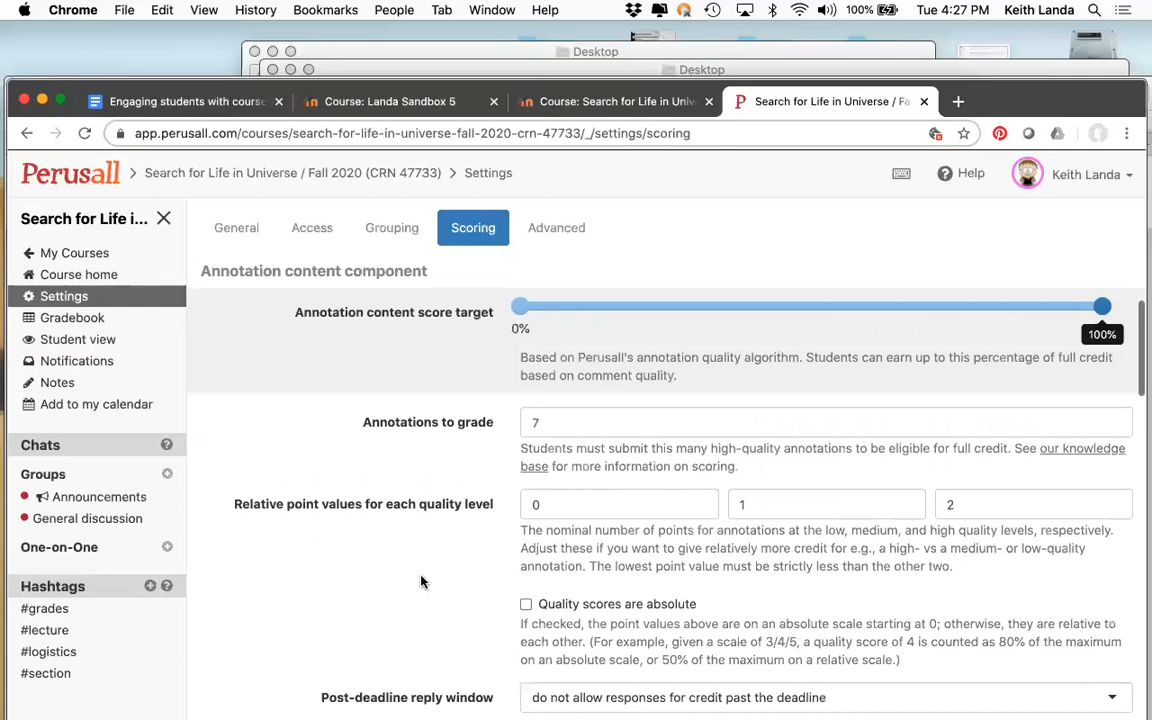 Chrome File Edit View History Bookmarks People Tab Window Help 100% Tue 4:27 PM Keith Landa
Desktop
Desktop
Engaging students with course Course: Landa Sandbox 5 Course: Search for Life in Univ Search for Life in Universe / Fa
app.perusall.com/courses/search-for-life-in-universe-fall-2020-crn-47733/_/settings/scoring
Perusall Search for Life in Universe / Fall 2020 (CRN 47733) Settings Help Keith Landa
Search for Life i...
My Courses
Course home
Settings
Gradebook
Student view
Notifications
Notes
Add to my calendar
Chats
Groups
Announcements
General discussion
One-on-One
Hashtags
#grades
#lecture
#logistics
#section
General Access Grouping Scoring Advanced
Annotation content component
Annotation content score target
0%
100%
Based on Perusall's annotation quality algorithm. Students can earn up to this percentage of full credit
based on comment quality.
Annotations to grade 7
Students must submit this many high-quality annotations to be eligible for full credit. See our knowledge
base for more information on scoring.
Relative point values for each quality level 0 1 2
The nominal number of points for annotations at the low, medium, and high quality levels, respectively.
Adjust these if you want to give relatively more credit for e.g., a high- vs a medium- or low-quality
annotation. The lowest point value must be strictly less than the other two.
Quality scores are absolute
If checked, the point values above are on an absolute scale starting at 0; otherwise, they are relative to
each other. (For example, given a scale of 3/4/5, a quality score of 4 is counted as 80% of the maximum
on an absolute scale, or 50% of the maximum on a relative scale.)
Post-deadline reply window do not allow responses for credit past the deadline